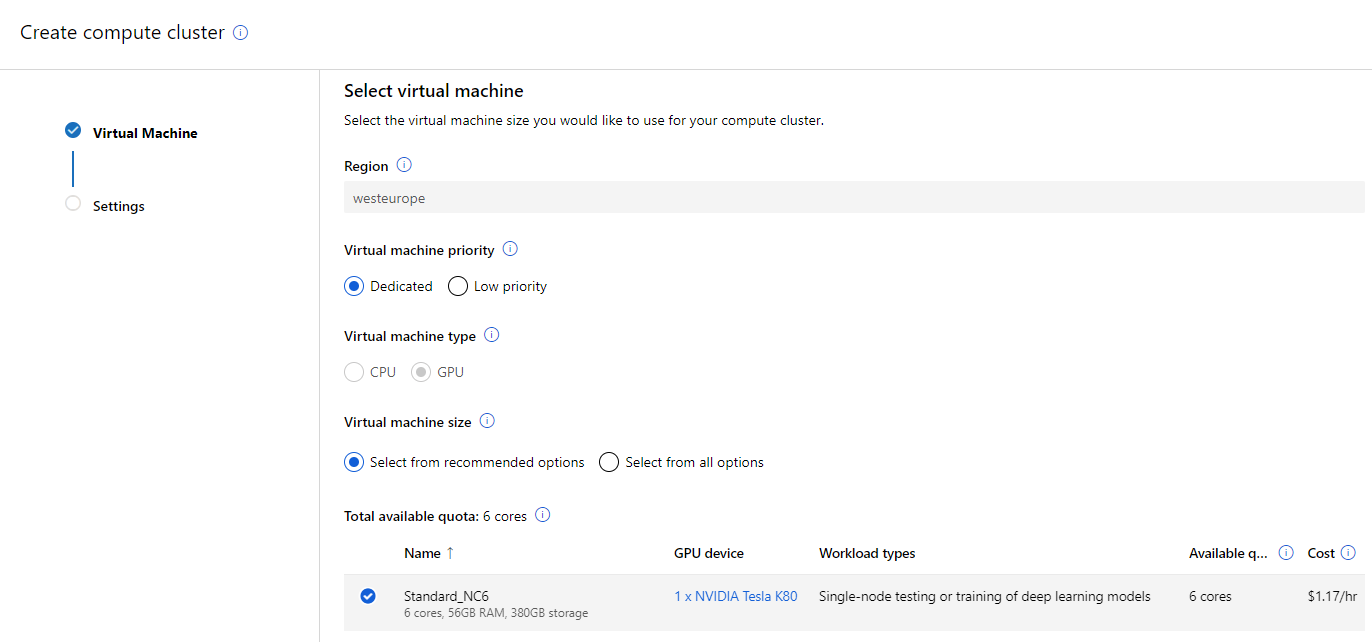 Create compute cluster
Virtual Machine
Settings
Select virtual machine
Select the virtual machine size you would like to use for your compute cluster.
Region
westeurope
Virtual machine priority
Dedicated Low priority
Virtual machine type
CPU GPU
Virtual machine size
Select from recommended options Select from all options
Total available quota: 6 cores
Name ↑ GPU device Workload types Available q... Cost
Standard_NC6 1 x NVIDIA Tesla K80 Single-node testing or training of deep learning models 6 cores $1.17/hr
6 cores, 56GB RAM, 380GB storage